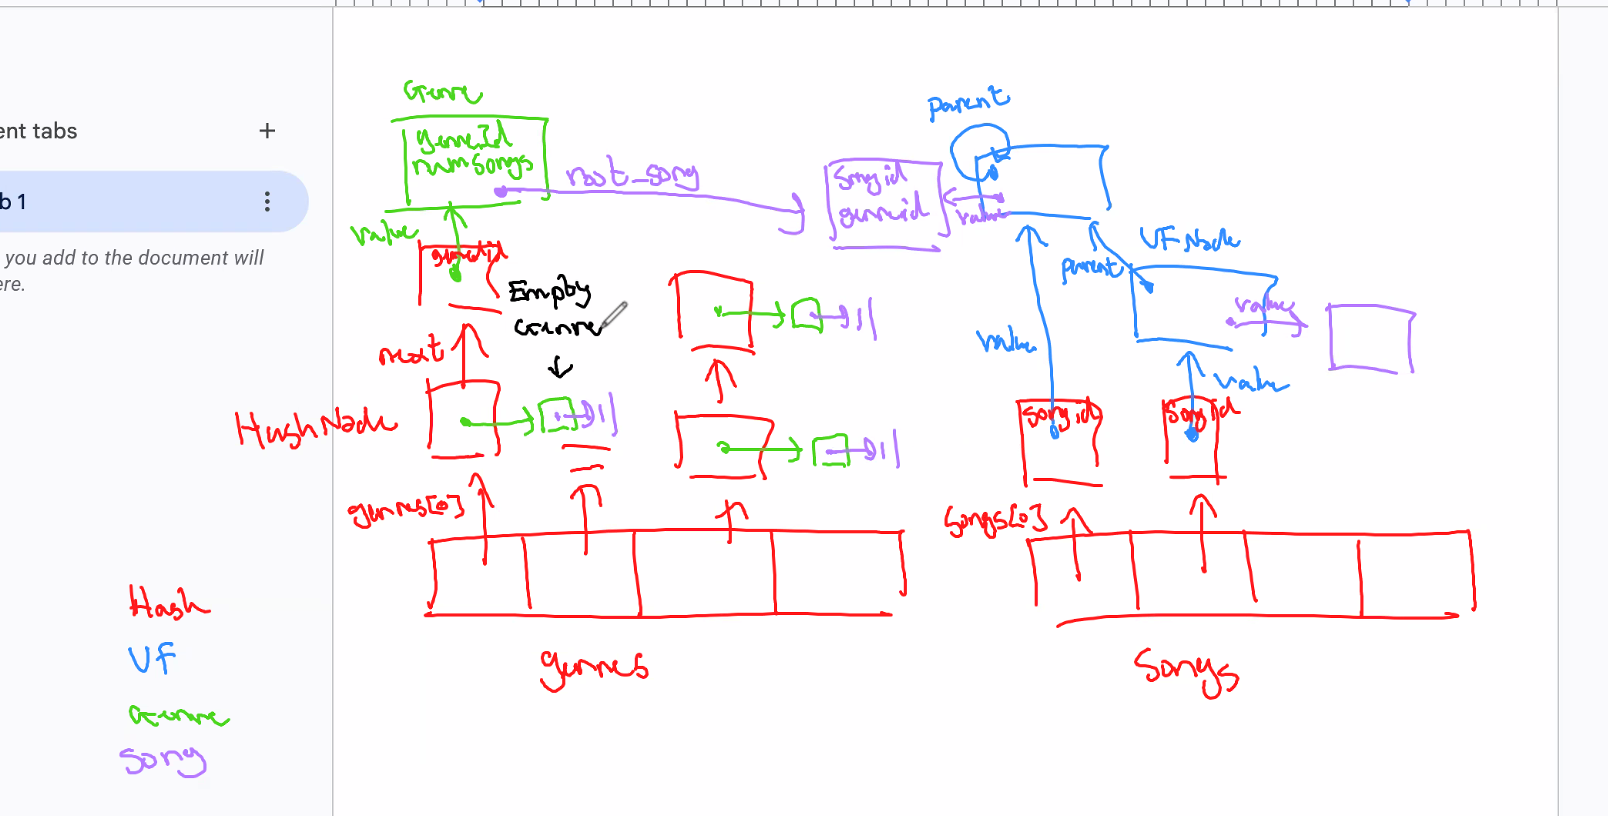 ent tabs
+
b 1
you add to the document will
ere.
Genre
genreId
numSongs
root_song
Song id
genreid
value
Parent
value
genreid
Empty
Genre
next
HashNode
genres[0]
UFNode
parent
value
value
value
Song id
Song id
Songs[0]
genres
Songs
Hash
UF
Genre
Song